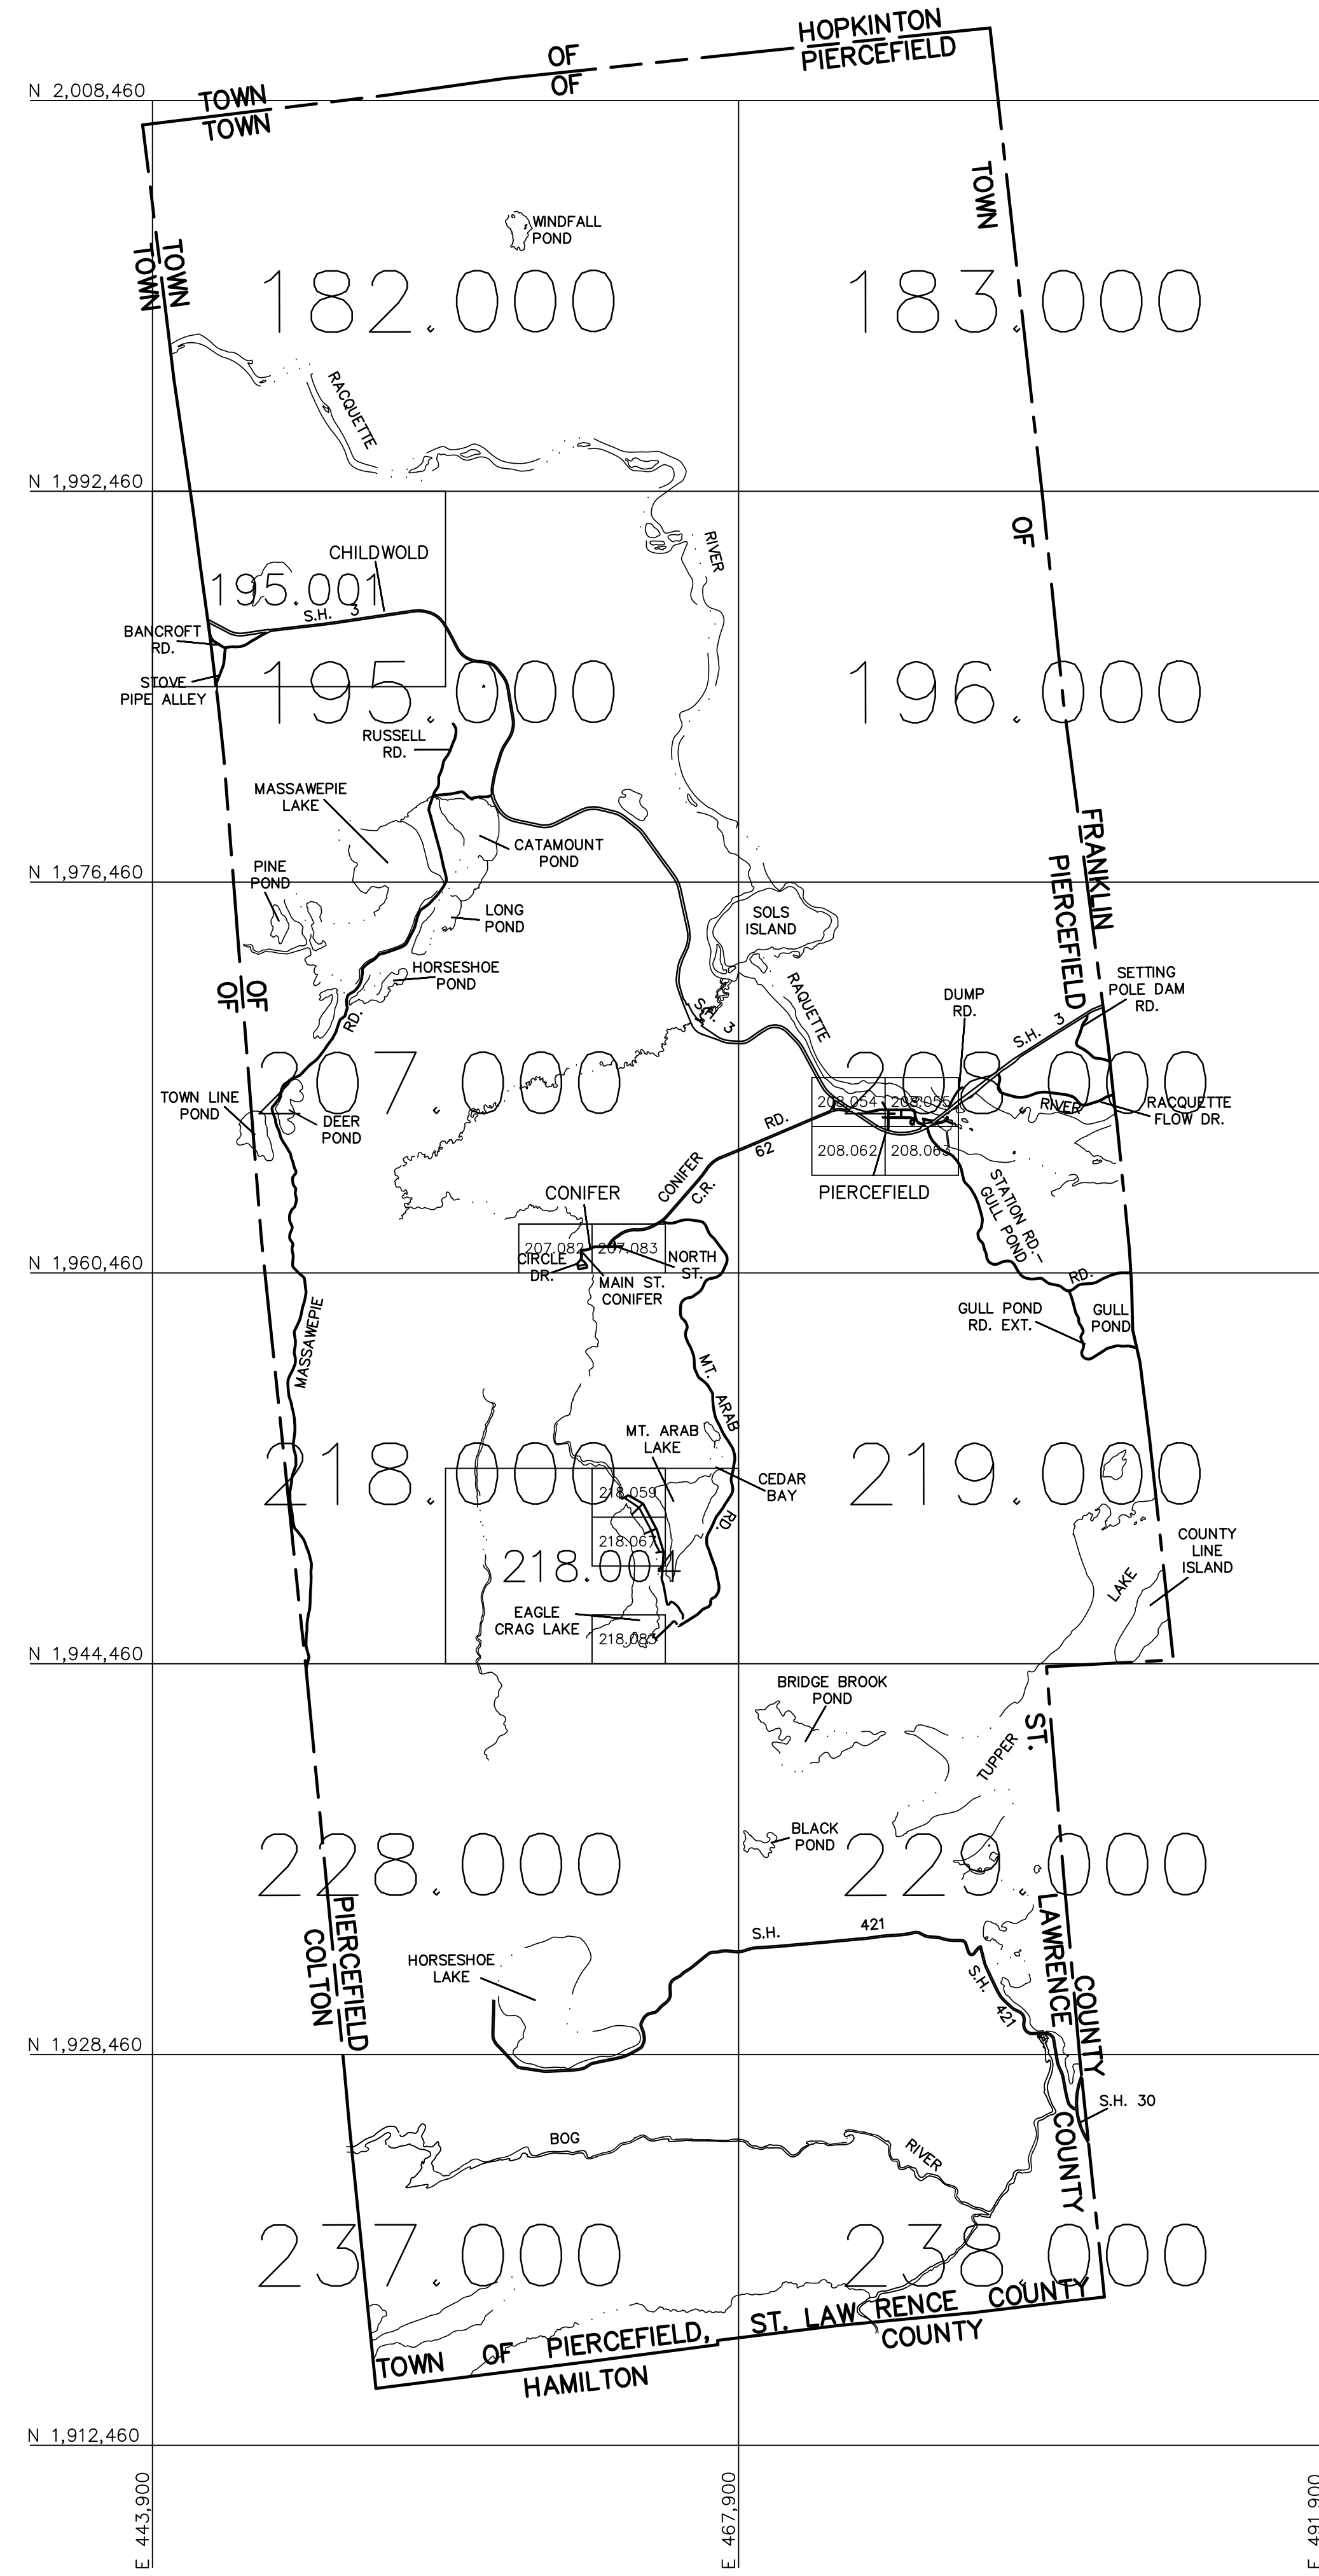 HOPKINTON
OF
PIERCEFIELD
OF
N 2,008,460
TOWN
TOWN
TOWN
WINDFALL
POND
TOWN
TOWN
182.000
183.000
RACQUETTE
N 1,992,460
OF
RIVER
CHILDWOLD
195.001
S.H. 3
BANCROFT
RD.
STOVE
PIPE ALLEY
195.000
196.000
RUSSELL
RD.
MASSAWEPIE
LAKE
FRANKLIN
PIERCEFIELD
CATAMOUNT
POND
PINE
POND
N 1,976,460
LONG
POND
SOLS
ISLAND
HORSESHOE
POND
SETTING
POLE DAM
RD.
OF
OF
RAQUETTE
DUMP
RD.
RD.
S.H. 3
S.H. 3
207.000
208.000
TOWN LINE
POND
DEER
POND
208.054
208.055
RIVER
RACQUETTE
FLOW DR.
RD.
62
208.062
208.063
CONIFER
C.R.
STATION RD.-
GULL POND
CONIFER
PIERCEFIELD
207.082
207.083
CIRCLE
DR.
NORTH
ST.
N 1,960,460
MAIN ST.
CONIFER
RD.
GULL POND
RD. EXT.
GULL
POND
MASSAWEPIE
MT.
ARAB
MT. ARAB
LAKE
218.000
219.000
CEDAR
BAY
218.059
RD.
218.067
218.004
COUNTY
LINE
ISLAND
LAKE
EAGLE
CRAG LAKE
218.083
N 1,944,460
BRIDGE BROOK
POND
ST.
TUPPER
BLACK
POND
228.000
229.000
PIERCEFIELD
COLTON
LAWRENCE
S.H. 421
HORSESHOE
LAKE
S.H. 421
COUNTY
N 1,928,460
S.H. 30
COUNTY
BOG
RIVER
237.000
238.000
TOWN OF PIERCEFIELD, ST. LAWRENCE COUNTY
HAMILTON COUNTY
N 1,912,460
E 443,900
E 467,900
E 491,900